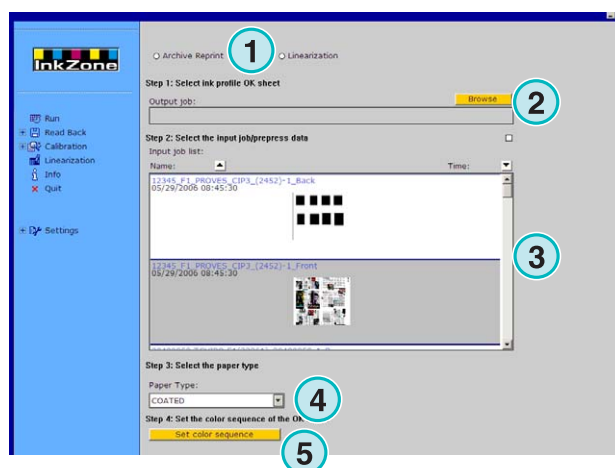 InkZone
Archive Reprint
1
Linearization
Step 1: Select ink profile OK sheet
Output job:
Browse
2
Run
Read Back
Calibration
Linearization
Info
Quit
Settings
Step 2: Select the input job/prepress data
Input job list:
Name:
Time:
12345_F1_PROVES_CIP3_(2452)-1_Back
05/29/2006 08:45:30
3
12345_F1_PROVES_CIP3_(2452)-1_Front
05/29/2006 08:45:30
Step 3: Select the paper type
Paper Type:
COATED
4
Step 4: Set the color sequence of the OK
Set color sequence
5